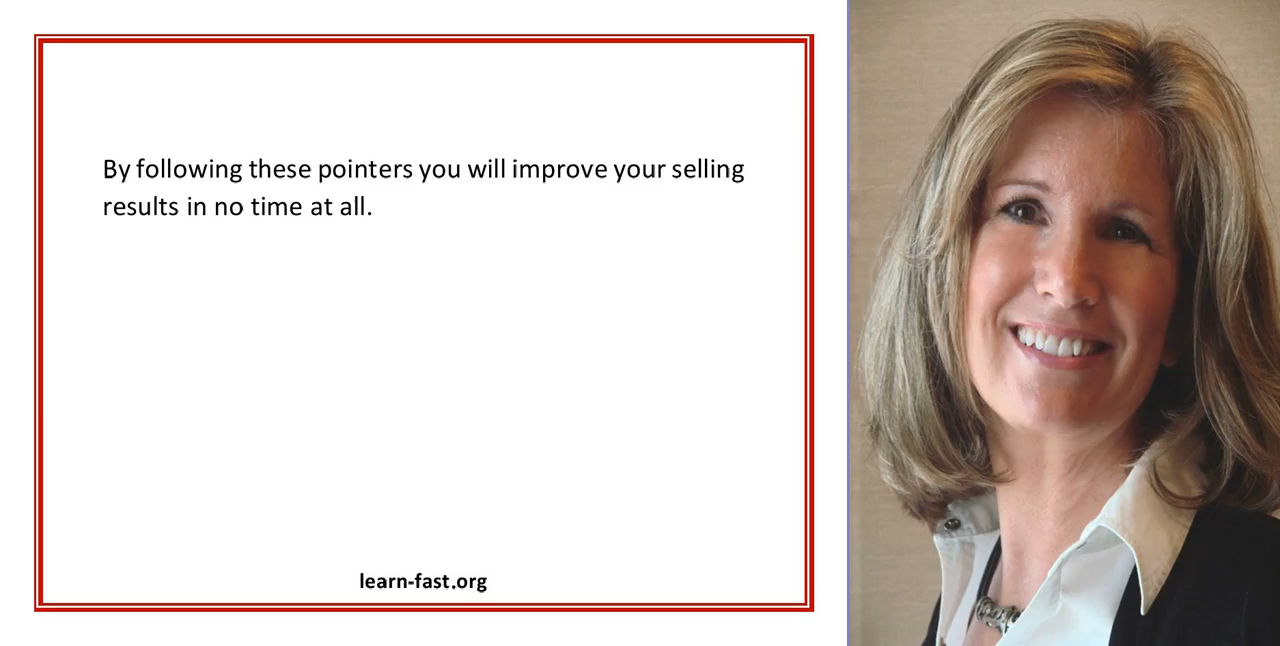 By following these pointers you will improve your selling
results in no time at all.
learn-fast.org